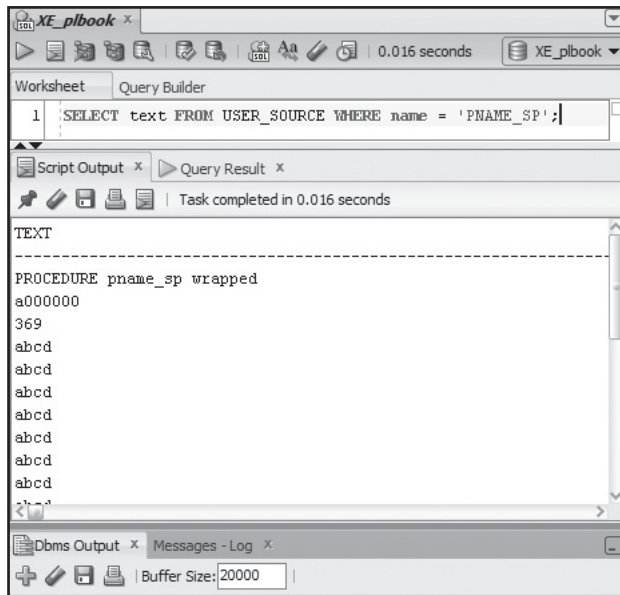 XE_plbook x
0.016 seconds XE_plbook
Worksheet Query Builder
1 SELECT text FROM USER_SOURCE WHERE name = 'PNAME_SP';
Script Output x Query Result x
Task completed in 0.016 seconds
TEXT
--------------------------------------------------------------------
PROCEDURE pname_sp wrapped
a000000
369
abcd
abcd
abcd
abcd
abcd
abcd
abcd
Dbms Output x Messages - Log x
Buffer Size: 20000